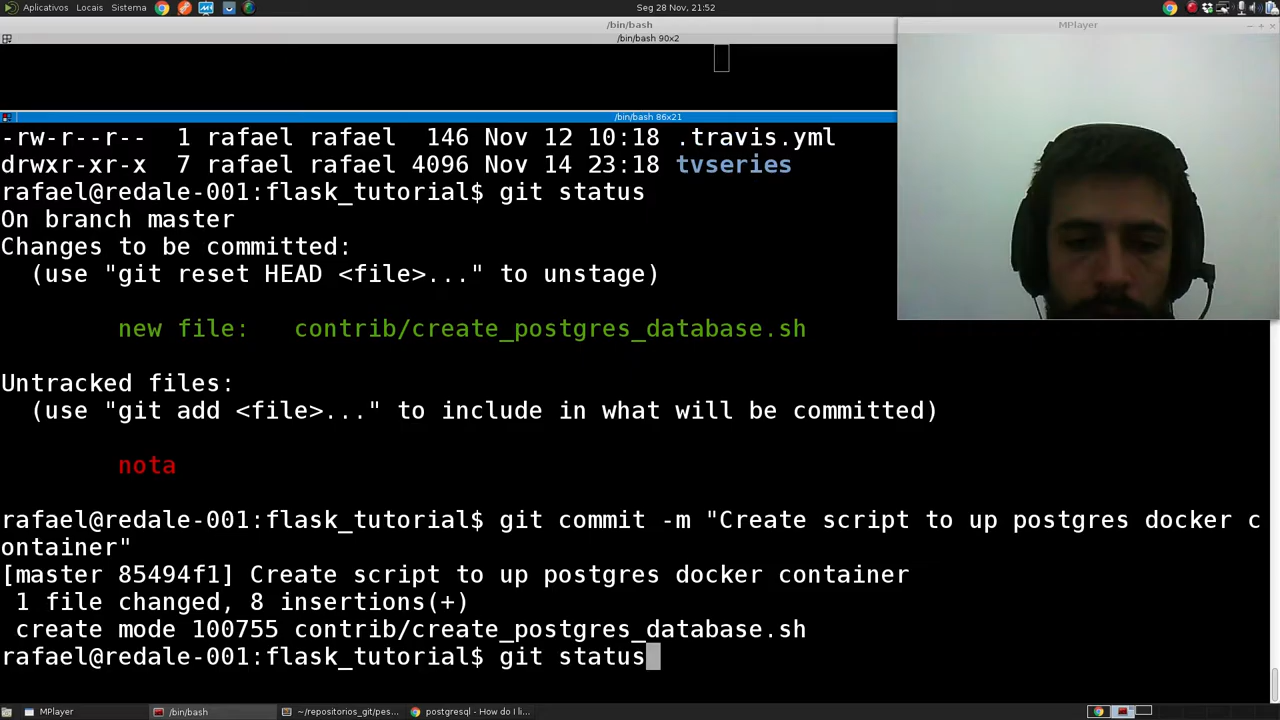 Aplicativos Locais Sistema
Seg 28 Nov, 21:52
/bin/bash
/bin/bash 90x2
MPlayer
/bin/bash 86x21
-rw-r--r--  1 rafael rafael  146 Nov 12 10:18 .travis.yml
drwxr-xr-x  7 rafael rafael 4096 Nov 14 23:18 tvseries
rafael@redale-001:flask_tutorial$ git status
On branch master
Changes to be committed:
  (use "git reset HEAD <file>..." to unstage)
new file:   contrib/create_postgres_database.sh
Untracked files:
  (use "git add <file>..." to include in what will be committed)
nota
rafael@redale-001:flask_tutorial$ git commit -m "Create script to up postgres docker c
ontainer"
[master 85494f1] Create script to up postgres docker container
 1 file changed, 8 insertions(+)
 create mode 100755 contrib/create_postgres_database.sh
rafael@redale-001:flask_tutorial$ git status
MPlayer
/bin/bash
~/repositorios_git/pes...
postgresql - How do I li...